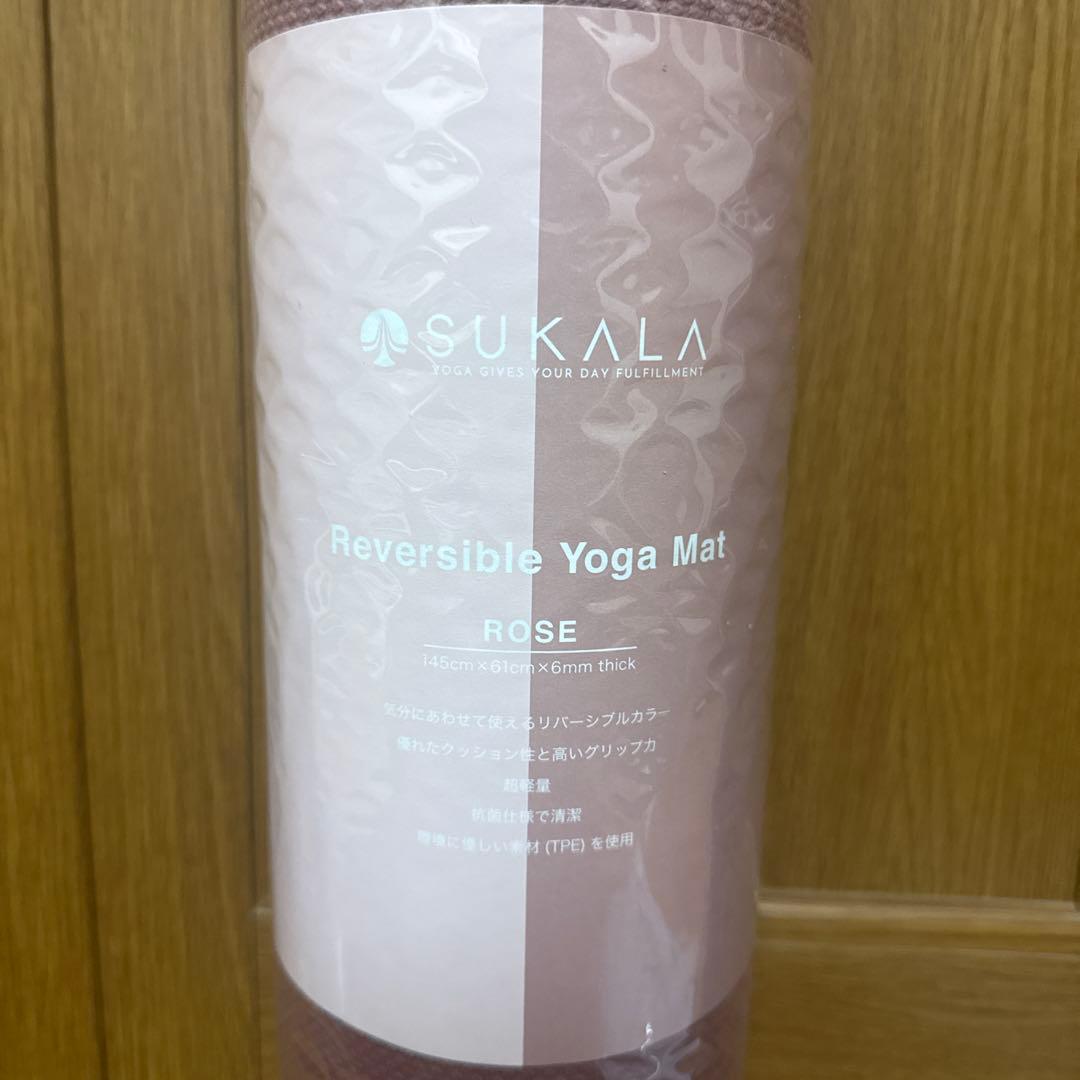 SUKALA
YOGA GIVES YOUR DAY FULFILLMENT
Reversible Yoga Mat
ROSE
145cm×61cm×6mm thick
気分にあわせて使えるリバーシブルカラー
優れたクッション性と高いグリップ力
超軽量
抗菌仕様で清潔
環境に優しい素材 (TPE) を使用